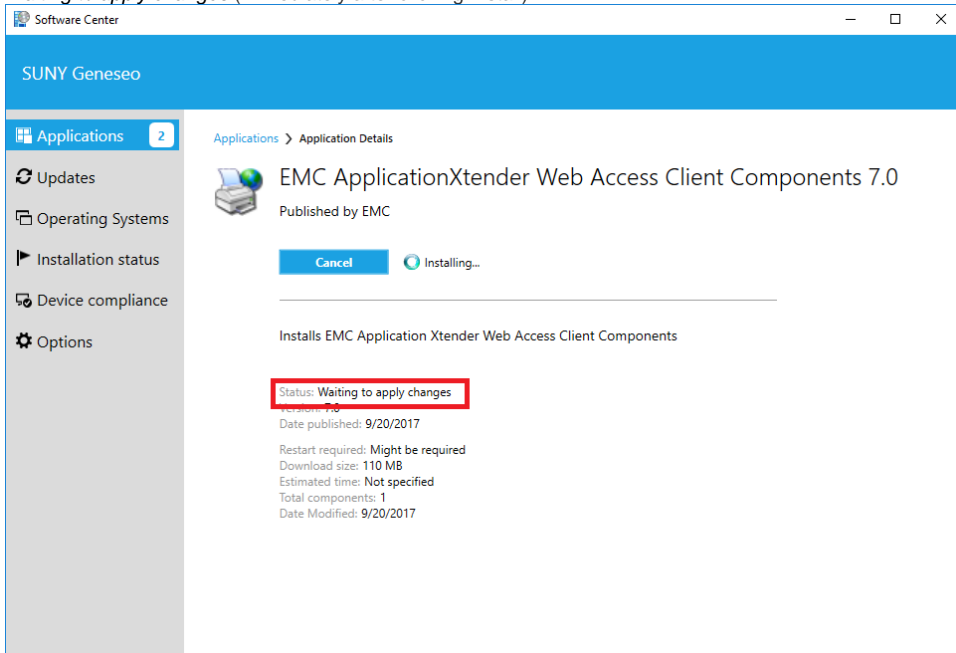 Software Center
SUNY Geneseo
Applications 2
Updates
Operating Systems
Installation status
Device compliance
Options
Applications > Application Details
EMC ApplicationXtender Web Access Client Components 7.0
Published by EMC
Cancel Installing...
Installs EMC Application Xtender Web Access Client Components
Status: Waiting to apply changes
Version: 7.0
Date published: 9/20/2017
Restart required: Might be required
Download size: 110 MB
Estimated time: Not specified
Total components: 1
Date Modified: 9/20/2017